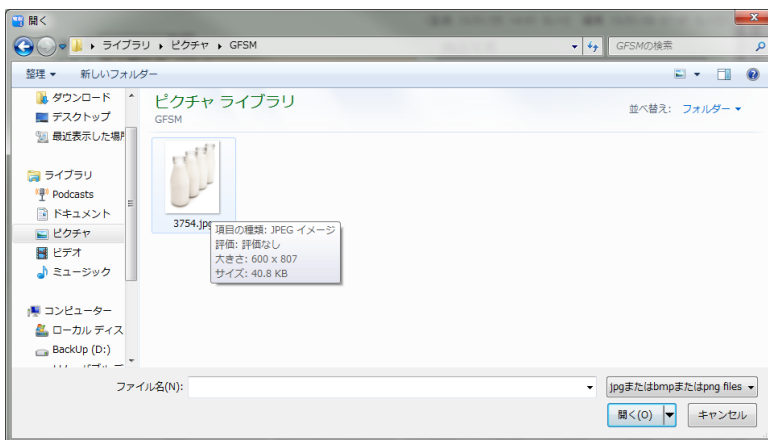 開く
ライブラリ ▸ ピクチャ ▸ GFSM
GFSMの検索
整理 新しいフォルダー
ダウンロード
デスクトップ
最近表示した場所
ライブラリ
Podcasts
ドキュメント
ピクチャ
ビデオ
ミュージック
コンピューター
ローカル ディス
BackUp (D:)
ピクチャ ライブラリ
GFSM
並べ替え: フォルダー
3754.jpg
項目の種類: JPEG イメージ
評価: 評価なし
大きさ: 600 x 807
サイズ: 40.8 KB
ファイル名(N):
jpgまたはbmpまたはpng files
開く(O)
キャンセル